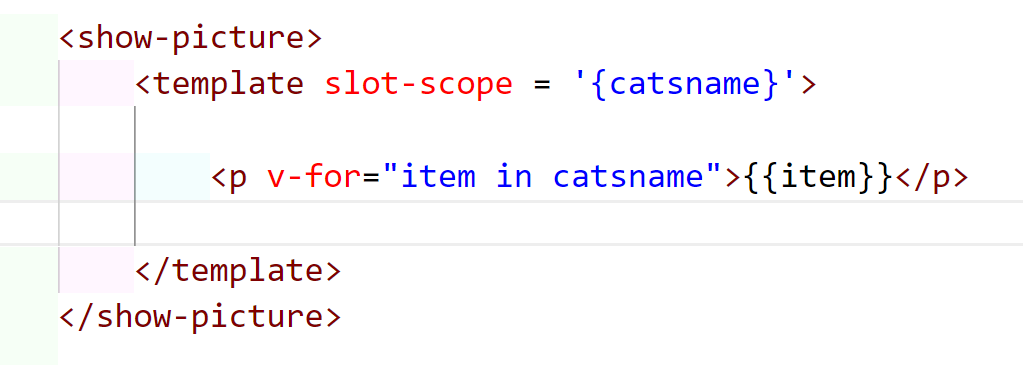 <show-picture>
<template slot-scope = '{catsname}'>
<p v-for="item in catsname">{{item}}</p>
</template>
</show-picture>